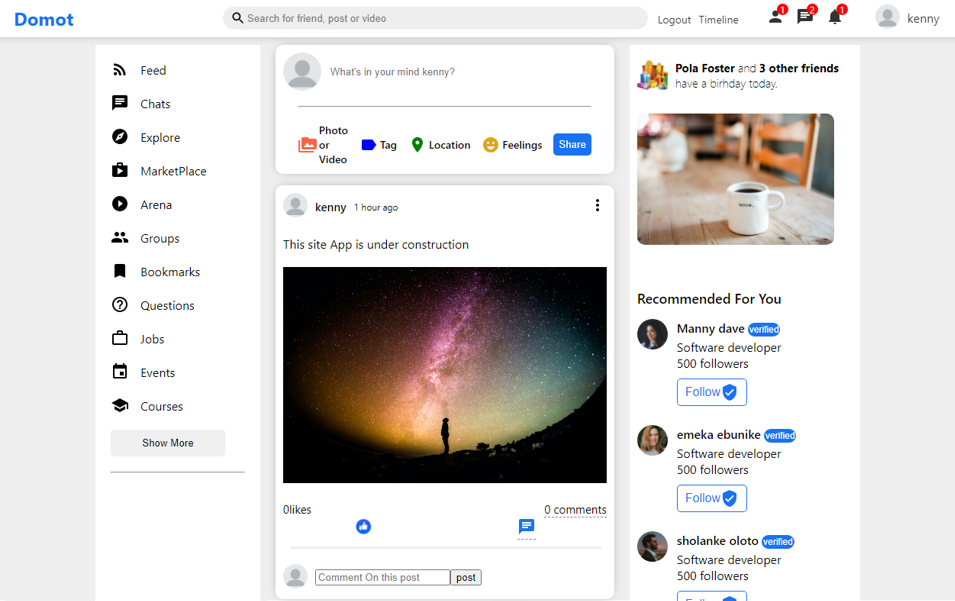 Domot
Search for friend, post or video
Logout Timeline
1
2
1
kenny
Feed
Chats
Explore
MarketPlace
Arena
Groups
Bookmarks
Questions
Jobs
Events
Courses
Show More
What's in your mind kenny?
Photo
or
Video
Tag
Location
Feelings
Share
kenny 1 hour ago
This site App is under construction
0likes
0 comments
Comment On this post
post
Pola Foster and 3 other friends
have a birhday today.
Recommended For You
Manny dave verified
Software developer
500 followers
Follow
emeka ebunike verified
Software developer
500 followers
Follow
sholanke oloto verified
Software developer
500 followers